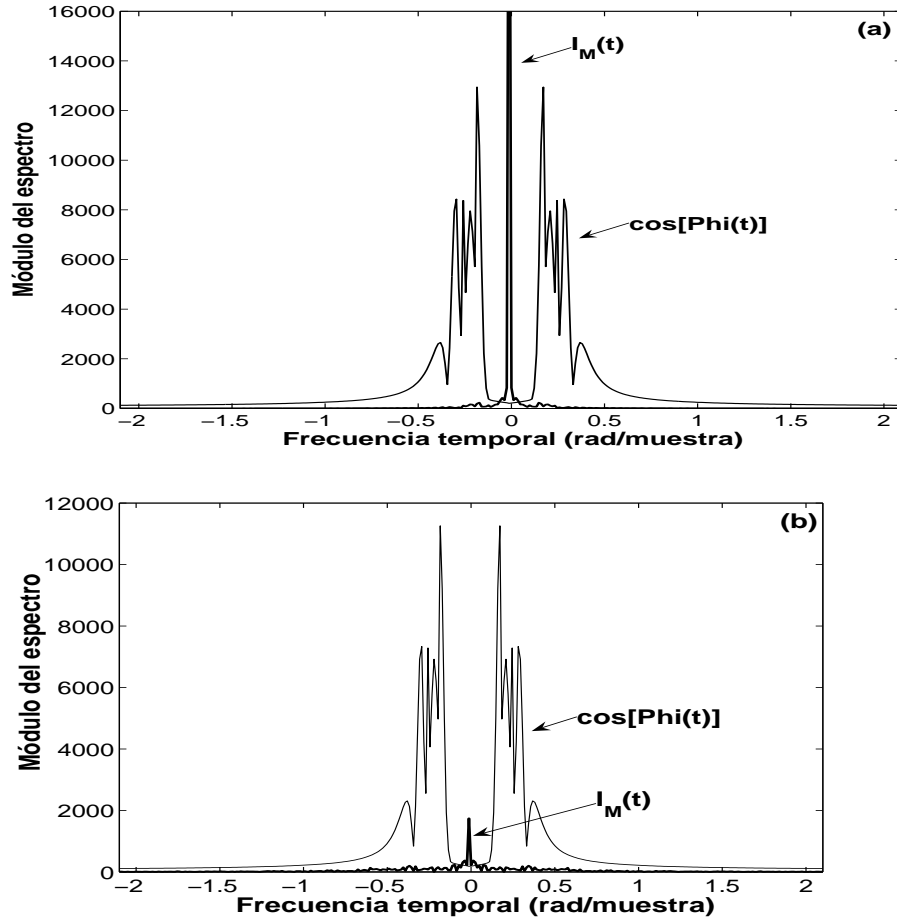 (a)
16000
14000
12000
10000
8000
6000
4000
2000
0
Módulo del espectro
I_M(t)
cos[Phi(t)]
−2 −1.5 −1 −0.5 0 0.5 1 1.5 2
Frecuencia temporal (rad/muestra)
(b)
12000
10000
8000
6000
4000
2000
0
Módulo del espectro
cos[Phi(t)]
I_M(t)
−2 −1.5 −1 −0.5 0 0.5 1 1.5 2
Frecuencia temporal (rad/muestra)